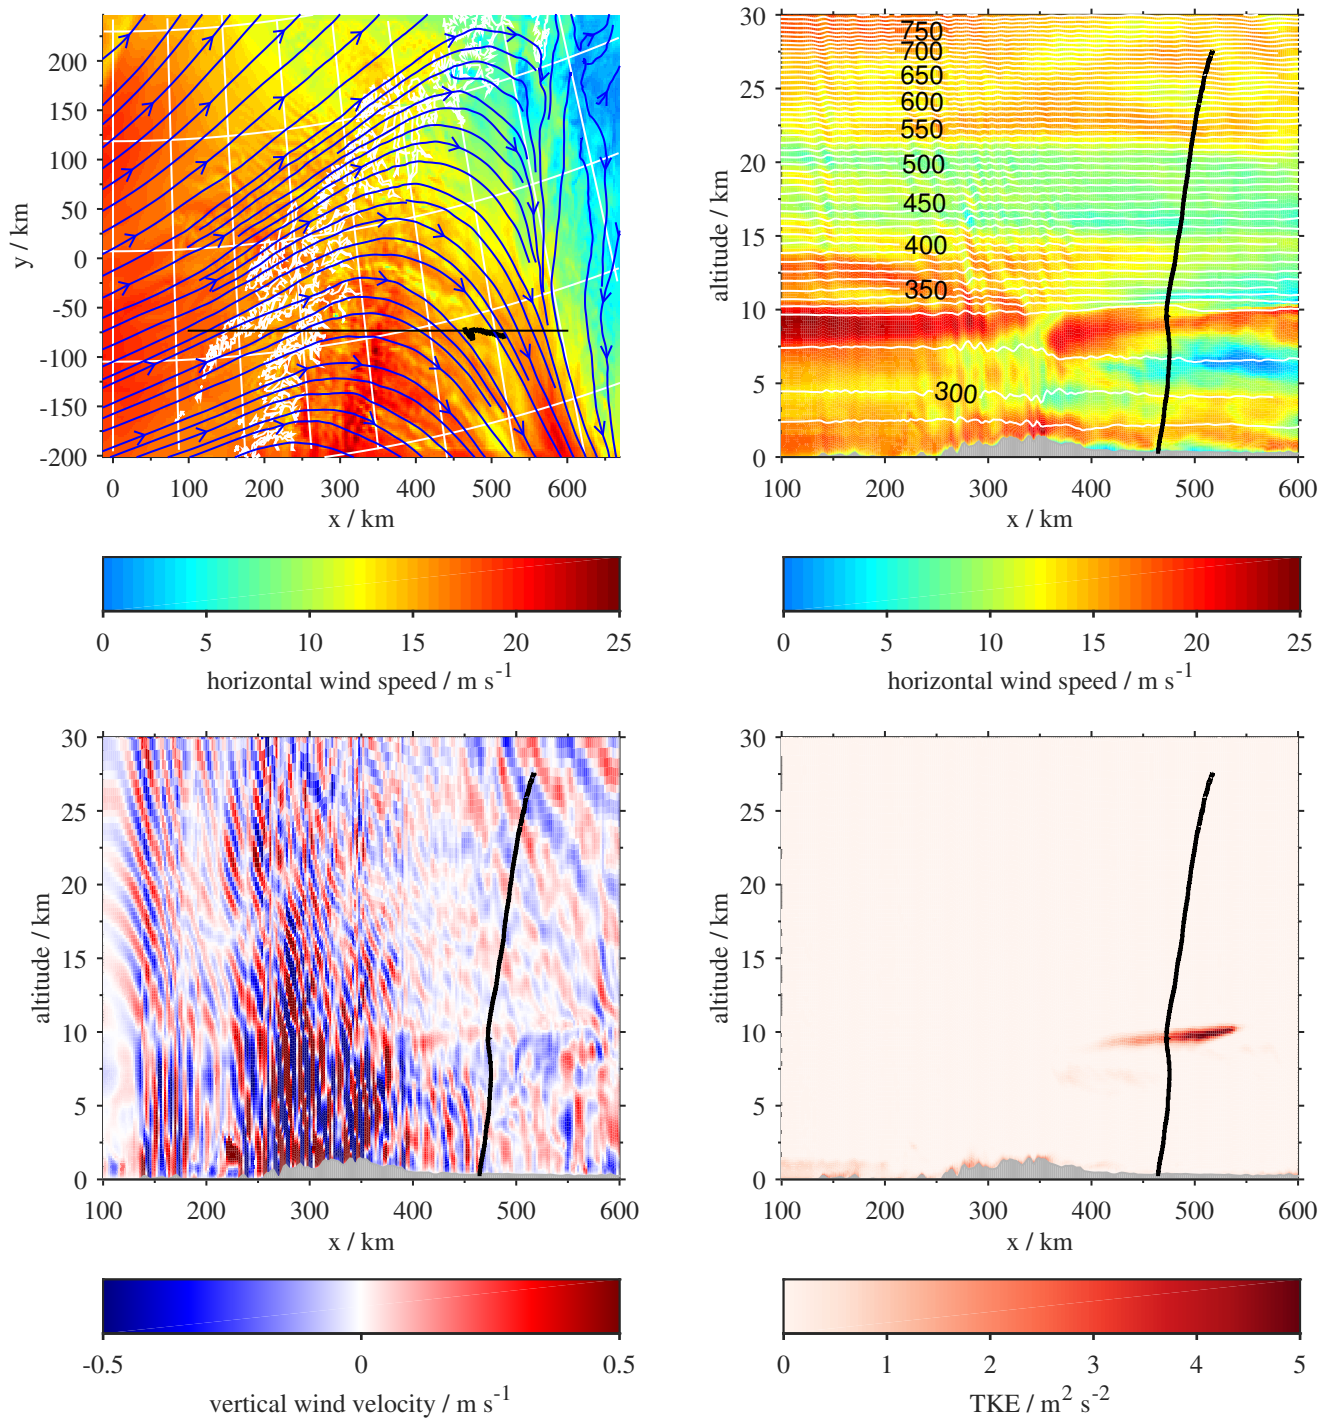 200
150
100
50
0
-50
-100
-150
-200
y / km
0 100 200 300 400 500 600
x / km
0 5 10 15 20 25
horizontal wind speed / m s-1
30
25
20
15
10
5
0
altitude / km
750
700
650
600
550
500
450
400
350
300
100 200 300 400 500 600
x / km
0 5 10 15 20 25
horizontal wind speed / m s-1
30
25
20
15
10
5
0
altitude / km
100 200 300 400 500 600
x / km
-0.5 0 0.5
vertical wind velocity / m s-1
30
25
20
15
10
5
0
altitude / km
100 200 300 400 500 600
x / km
0 1 2 3 4 5
TKE / m2 s-2